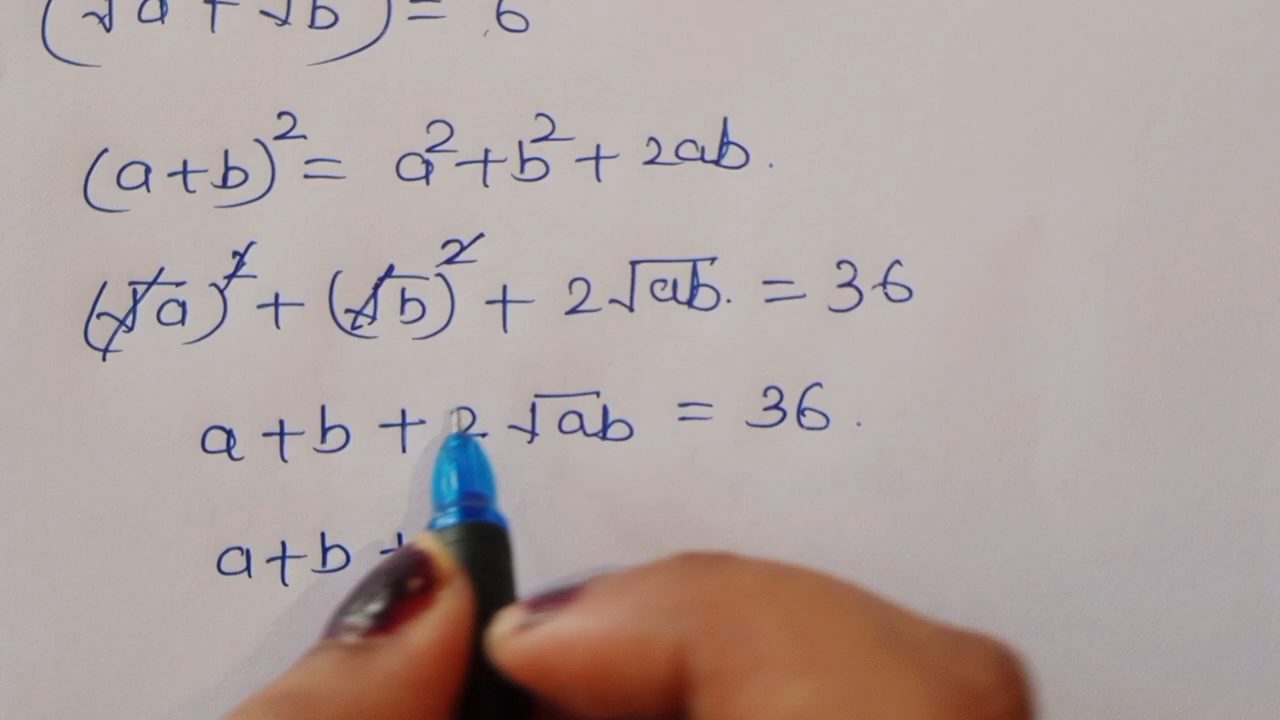 (√a + √b) = 6
(a+b)² = a² + b² + 2ab.
(√a)² + (√b)² + 2√ab. = 36
a + b + 2√ab = 36.
a + b +